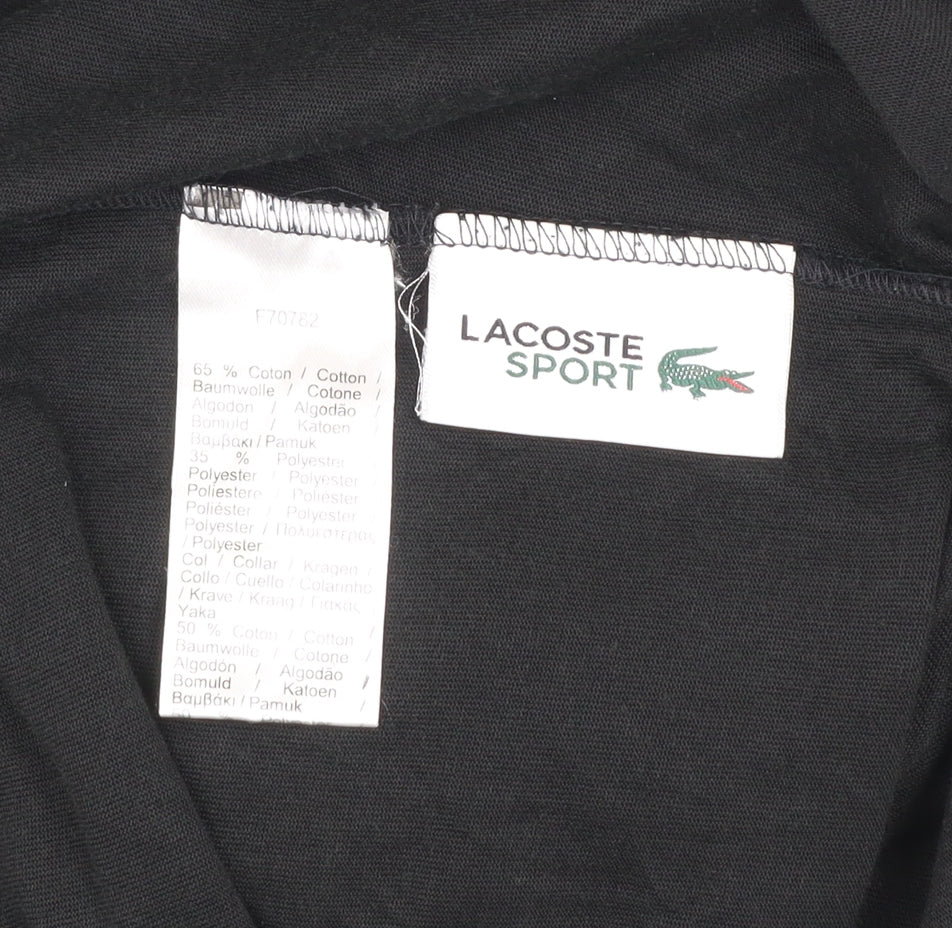 F70762
65 % Coton / Cotton /
Baumwolle / Cotone /
Algodón / Algodão /
Bomuld / Katoen /
Βαμβάκι / Pamuk
35 % Polyester
Polyester / Polyester /
Poliestere / Poliéster
Poliéster / Polyester /
Polyester / Πολυεστέρας
/ Polyester
Col / Collar / Kragen /
Collo / Cuello / Colarinho
/ Krave / Kraag / Γιακάς /
Yaka
50 % Coton / Cotton /
Baumwolle / Cotone /
Algodón / Algodão /
Bomuld / Katoen /
Βαμβάκι / Pamuk /
LACOSTE
SPORT